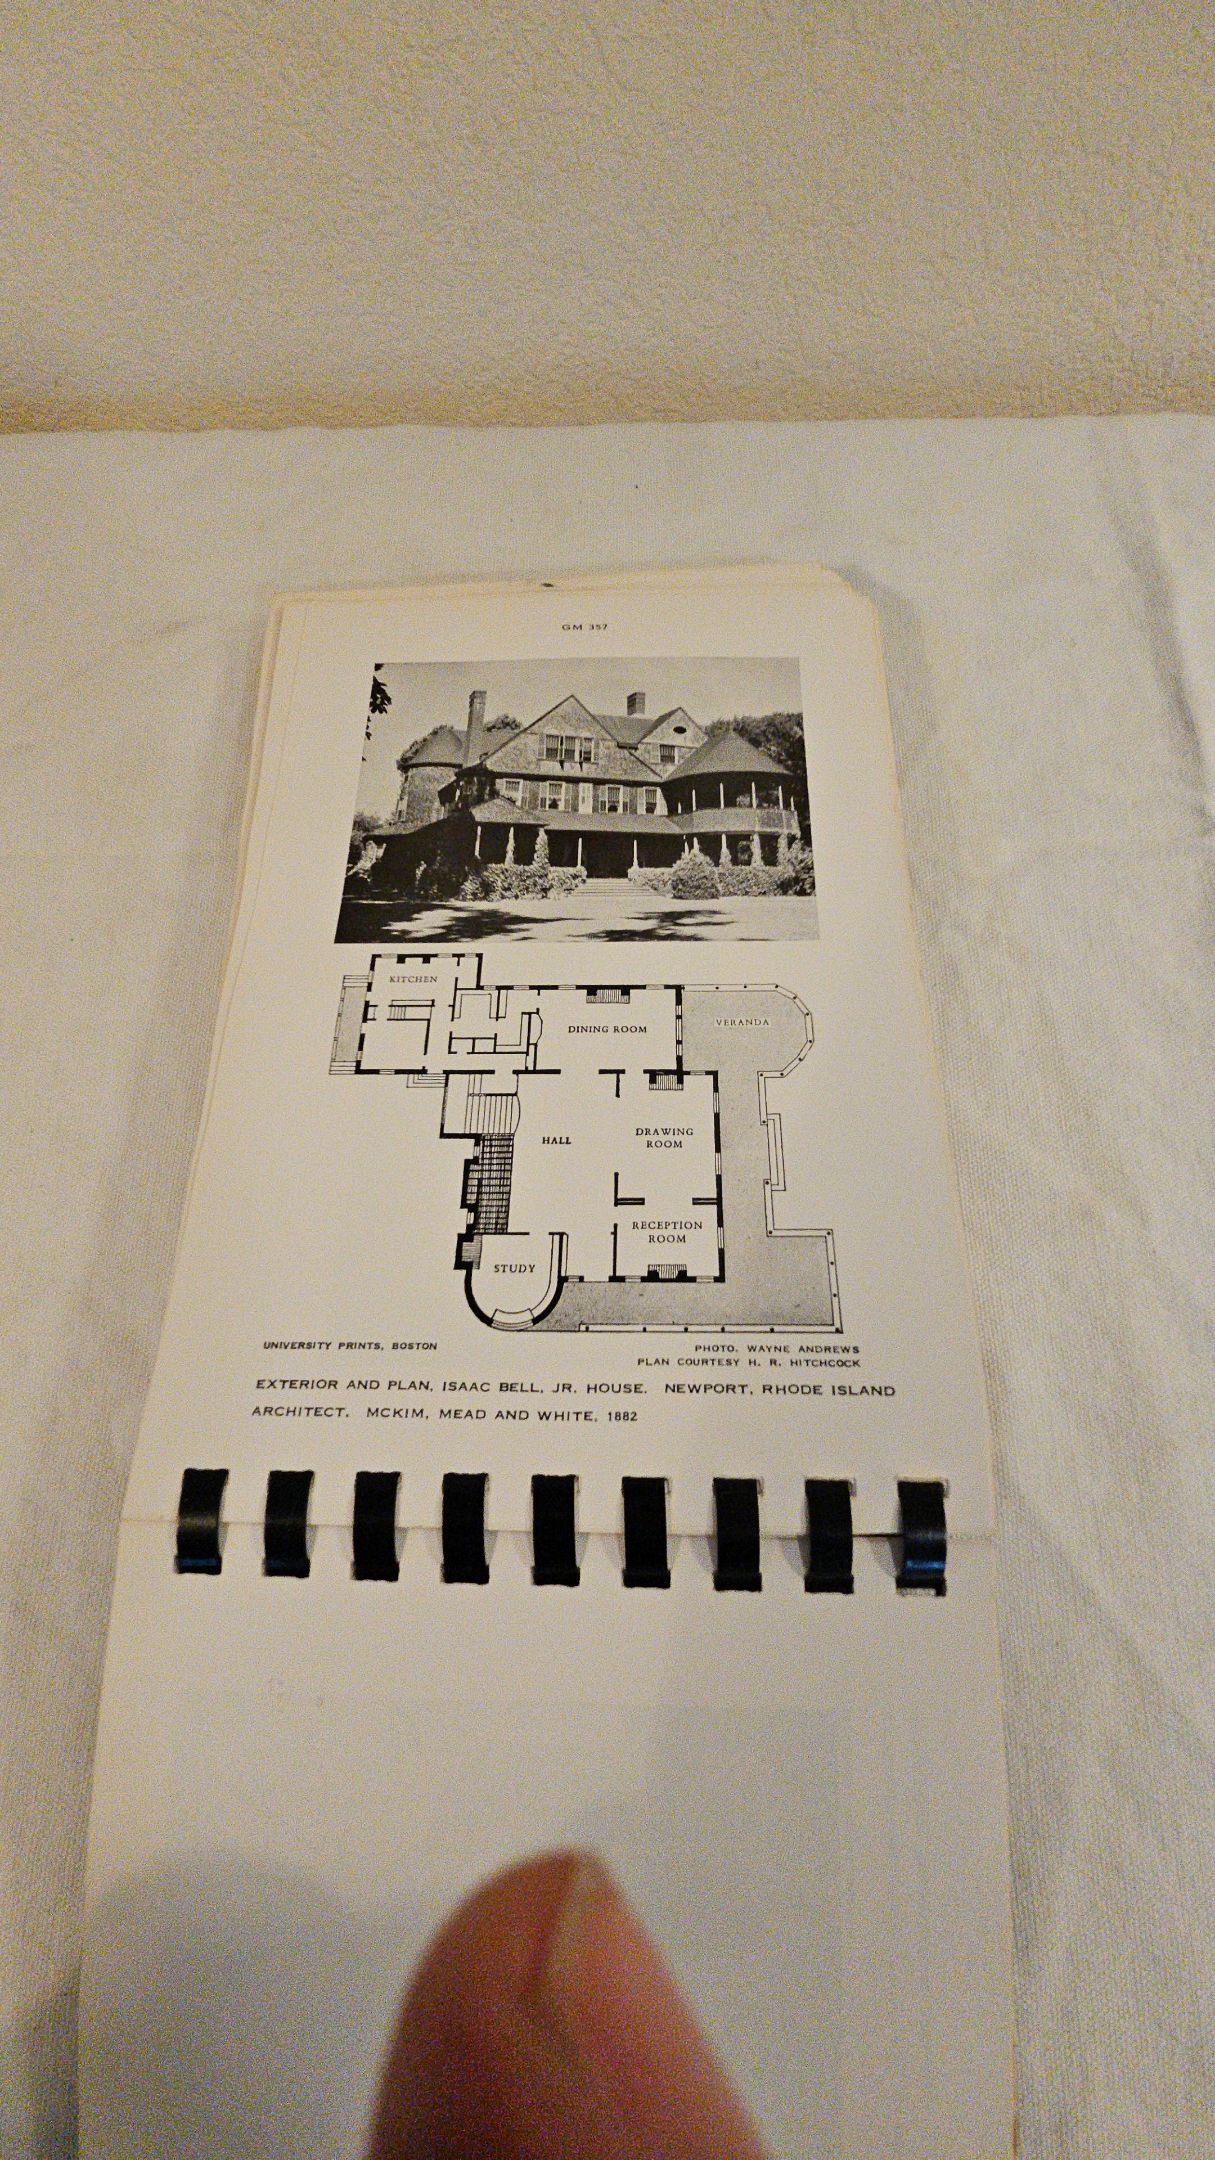 GM 357
KITCHEN
DINING ROOM
VERANDA
HALL
DRAWING
ROOM
RECEPTION
ROOM
STUDY
UNIVERSITY PRINTS, BOSTON
PHOTO. WAYNE ANDREWS
PLAN COURTESY H. R. HITCHCOCK
EXTERIOR AND PLAN, ISAAC BELL, JR. HOUSE. NEWPORT, RHODE ISLAND
ARCHITECT. MCKIM, MEAD AND WHITE, 1882